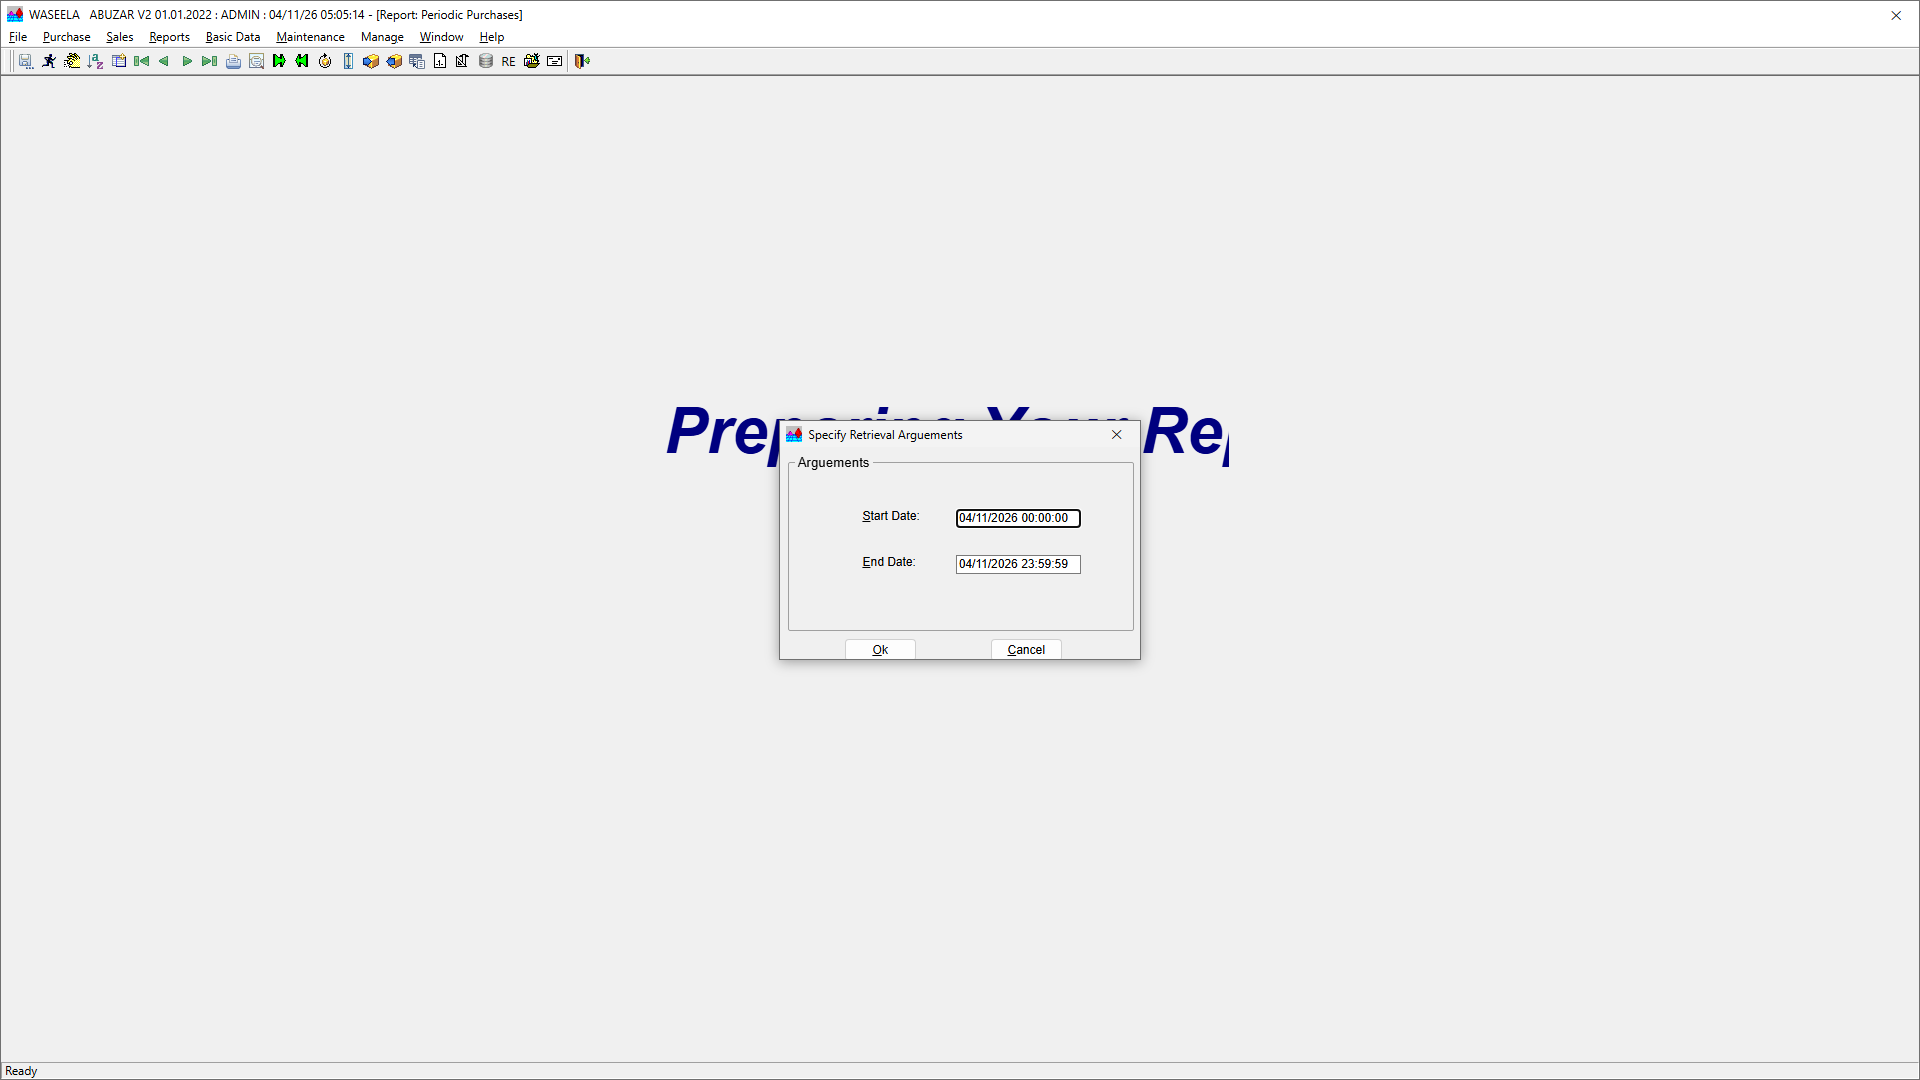 WASEELA ABUZAR V2 01.01.2022 : ADMIN : 04/11/26 05:05:14 - [Report: Periodic Purchases]
File Purchase Sales Reports Basic Data Maintenance Manage Window Help
RE
Specify Retrieval Arguements
Arguements
Start Date: 04/11/2026 00:00:00
End Date: 04/11/2026 23:59:59
Ok Cancel
Ready